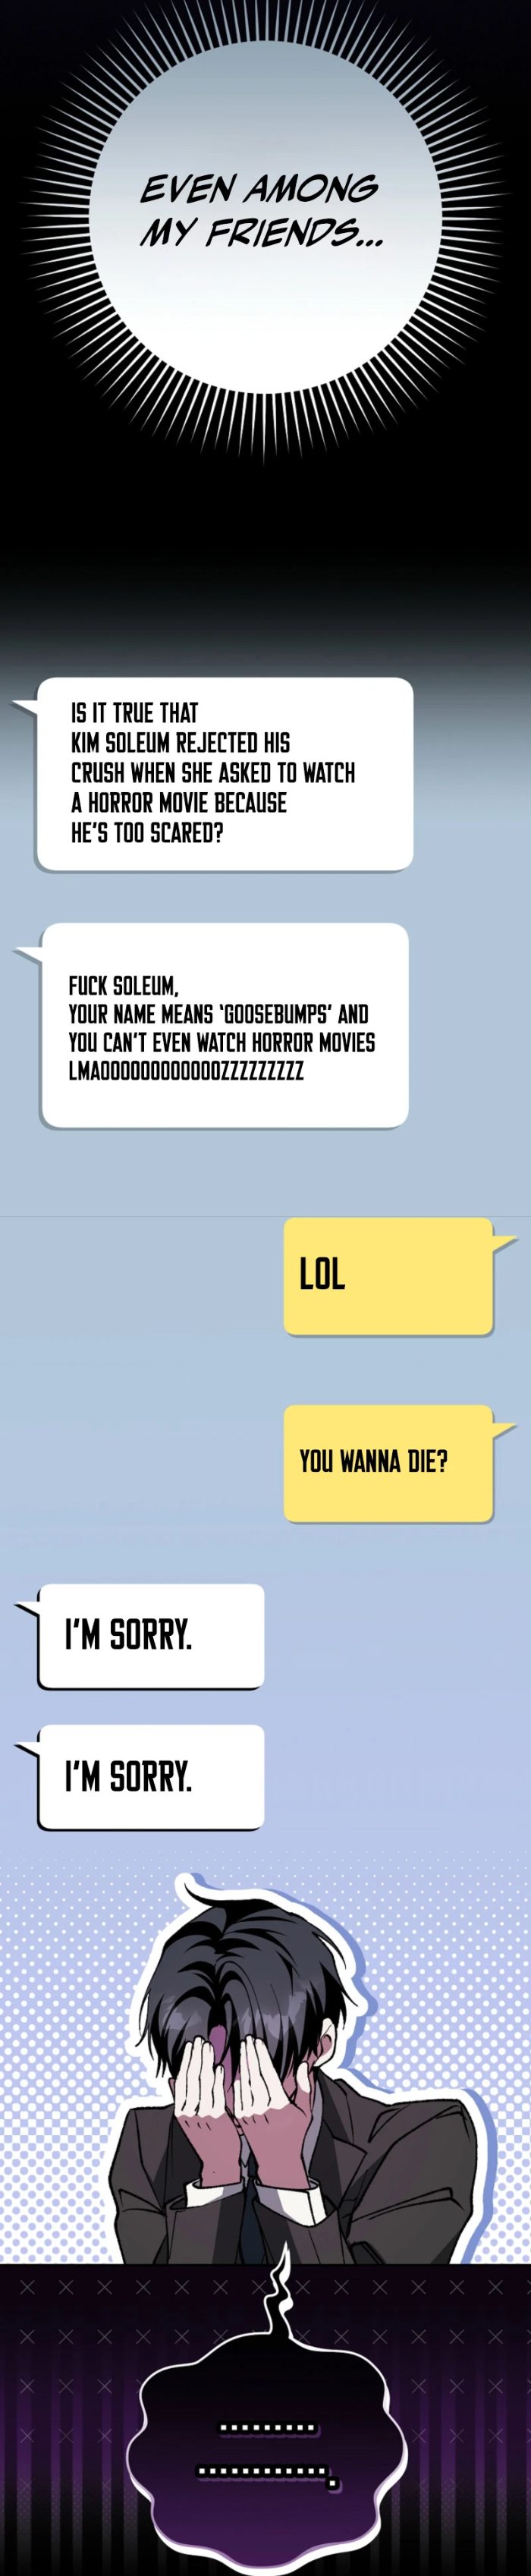 EVEN AMONG
MY FRIENDS...
IS IT TRUE THAT
KIM SOLEUM REJECTED HIS
CRUSH WHEN SHE ASKED TO WATCH
A HORROR MOVIE BECAUSE
HE'S TOO SCARED?
FUCK SOLEUM,
YOUR NAME MEANS 'GOOSEBUMPS' AND
YOU CAN'T EVEN WATCH HORROR MOVIES
LMAOOOOOOOOOOOOZZZZZZZZZ
LOL
YOU WANNA DIE?
I'M SORRY.
I'M SORRY.
.........
.............